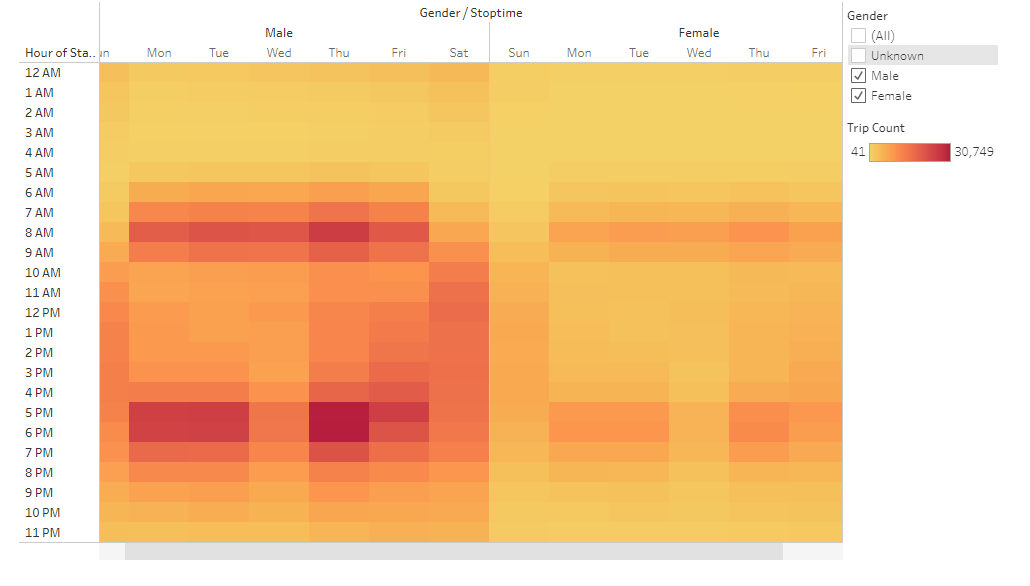 Gender / Stoptime
Male Female
Hour of Sta.. Mon Tue Wed Thu Fri Sat Sun Mon Tue Wed Thu Fri
12 AM
1 AM
2 AM
3 AM
4 AM
5 AM
6 AM
7 AM
8 AM
9 AM
10 AM
11 AM
12 PM
1 PM
2 PM
3 PM
4 PM
5 PM
6 PM
7 PM
8 PM
9 PM
10 PM
11 PM
Gender
(All)
Unknown
Male
Female
Trip Count
41 30,749